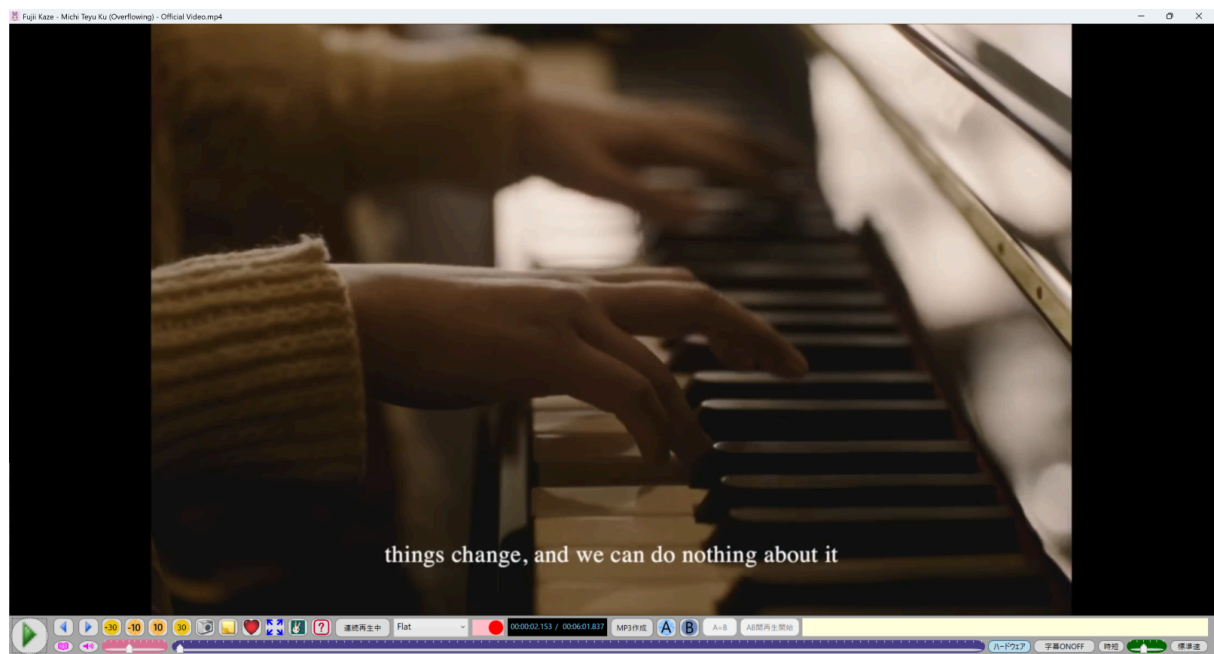 Fujii Kaze - Michi Teyu Ku (Overflowing) - Official Video.mp4
things change, and we can do nothing about it
-30 -10 10 30 ? 連続再生中 Flat 00:00:02.153 / 00:06:01.837 MP3作成 A B A=B AB間再生開始
ハードウェア 字幕ONOFF 時短 標準速